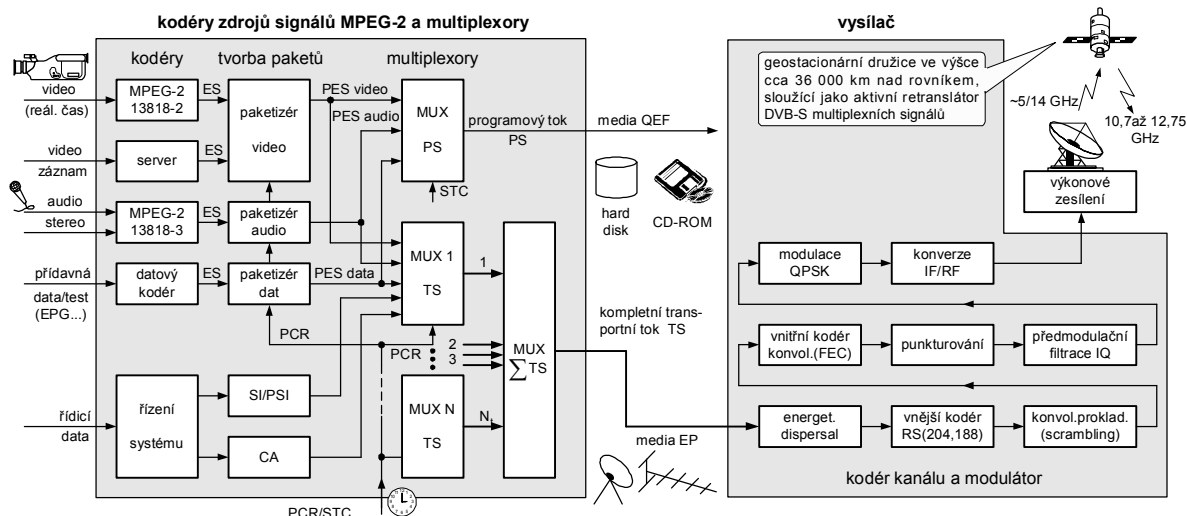 kodéry zdrojů signálů MPEG-2 a multiplexory
kodéry
tvorba paketů
multiplexory
video
(reál. čas)
MPEG-2
13818-2
ES
paketizér
video
PES video
PES audio
MUX
PS
programový tok
PS
media QEF
STC
video
záznam
server
ES
audio
stereo
MPEG-2
13818-3
ES
paketizér
audio
hard
disk
CD-ROM
přídavná
data/test
(EPG...)
datový
kodér
ES
paketizér
dat
PES data
MUX 1
TS
1
PCR
PCR
2
3
MUX
∑TS
kompletní trans-
portní tok TS
řídicí
data
řízení
systému
SI/PSI
CA
MUX N
TS
N
media EP
PCR/STC
vysílač
geostacionární družice ve výšce
cca 36 000 km nad rovníkem,
sloužící jako aktivní retranslátor
DVB-S multiplexních signálů
~5/14 GHz
10,7až 12,75
GHz
výkonové
zesílení
modulace
QPSK
konverze
IF/RF
vnitřní kodér
konvol.(FEC)
punkturování
předmodulační
filtrace IQ
energet.
dispersal
vnější kodér
RS(204,188)
konvol.proklad.
(scrambling)
kodér kanálu a modulátor